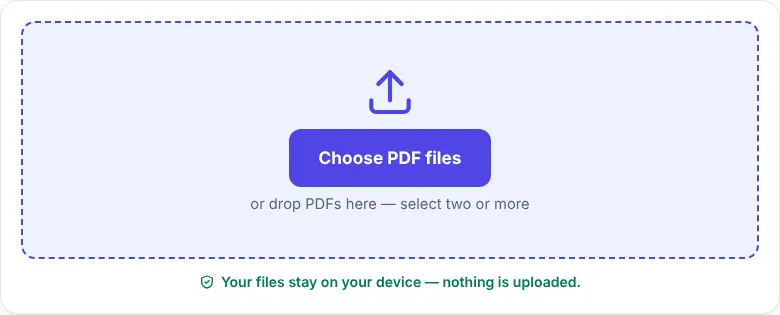 Choose PDF files
or drop PDFs here — select two or more
Your files stay on your device — nothing is uploaded.